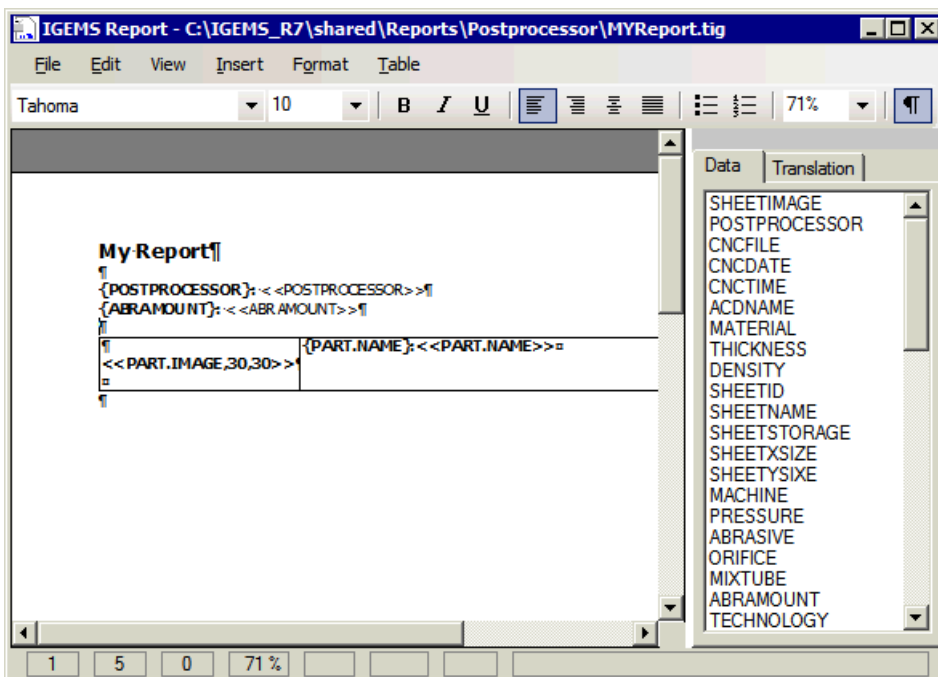 IGEMS Report - C:\IGEMS_R7\shared\Reports\Postprocessor\MYReport.tig
File Edit View Insert Format Table
Tahoma 10 B I U 71% ¶
My·Report¶
¶
{POSTPROCESSOR}:·<<POSTPROCESSOR>>¶
{ABRAMOUNT}:·<<ABRAMOUNT>>¶
¶
¶
<<PART.IMAGE,30,30>>¶
¤
{PART.NAME}:<<PART.NAME>>¤
¶
Data Translation
SHEETIMAGE
POSTPROCESSOR
CNCFILE
CNCDATE
CNCTIME
ACDNAME
MATERIAL
THICKNESS
DENSITY
SHEETID
SHEETNAME
SHEETSTORAGE
SHEETXSIZE
SHEETYSIXE
MACHINE
PRESSURE
ABRASIVE
ORIFICE
MIXTUBE
ABRAMOUNT
TECHNOLOGY
1 5 0 71 %